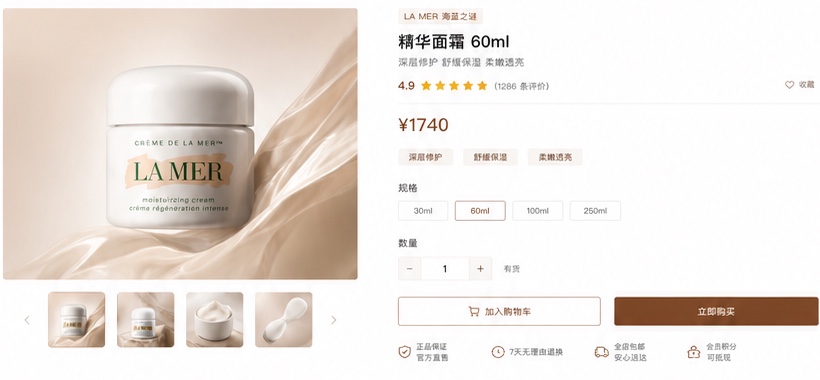 CRÈME DE LA MER™
LA MER
moisturizing cream
crème régénération intense
LA MER 海蓝之谜
精华面霜 60ml
深层修护 舒缓保湿 柔嫩透亮
4.9
(1286 条评价)
收藏
¥1740
深层修护
舒缓保湿
柔嫩透亮
规格
30ml
60ml
100ml
250ml
数量
− 1 +
有货
加入购物车
立即购买
正品保证
官方直售
7天无理由退换
全店包邮
安心送达
会员积分
可抵现